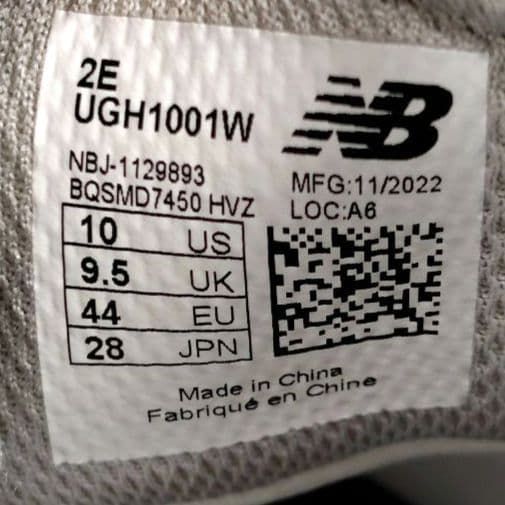 2E
UGH1001W
NB
NBJ-1129893
BQSMD7450 HVZ
MFG:11/2022
LOC:A6
10 US
9.5 UK
44 EU
28 JPN
Made in China
Fabriqué en Chine